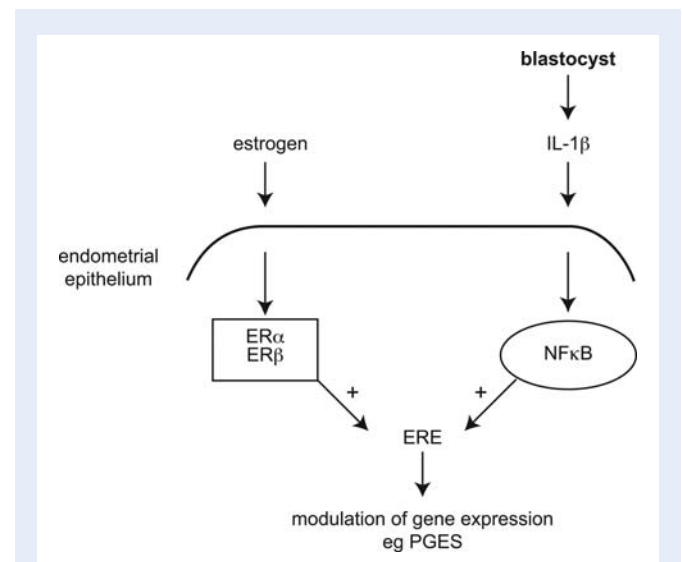 blastocyst
estrogen
IL-1β
endometrial
epithelium
ERα
ERβ
NFκB
+
+
ERE
modulation of gene expression
eg PGES